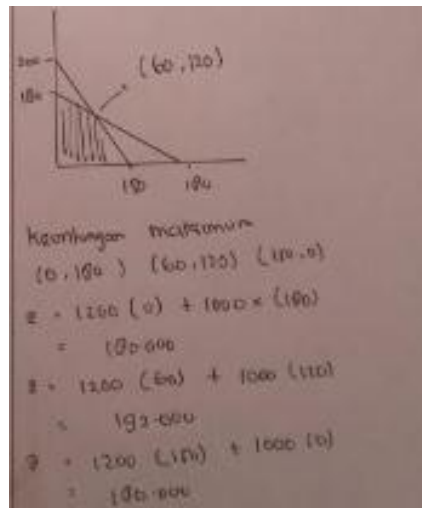 200
(60, 120)
180
150 180
keuntungan maksimum
(0, 180) (60, 120) (150, 0)
z = 1200 (0) + 1000 x (180)
= 180.000
z = 1200 (60) + 1000 (120)
= 192.000
z = 1200 (150) + 1000 (0)
= 180.000